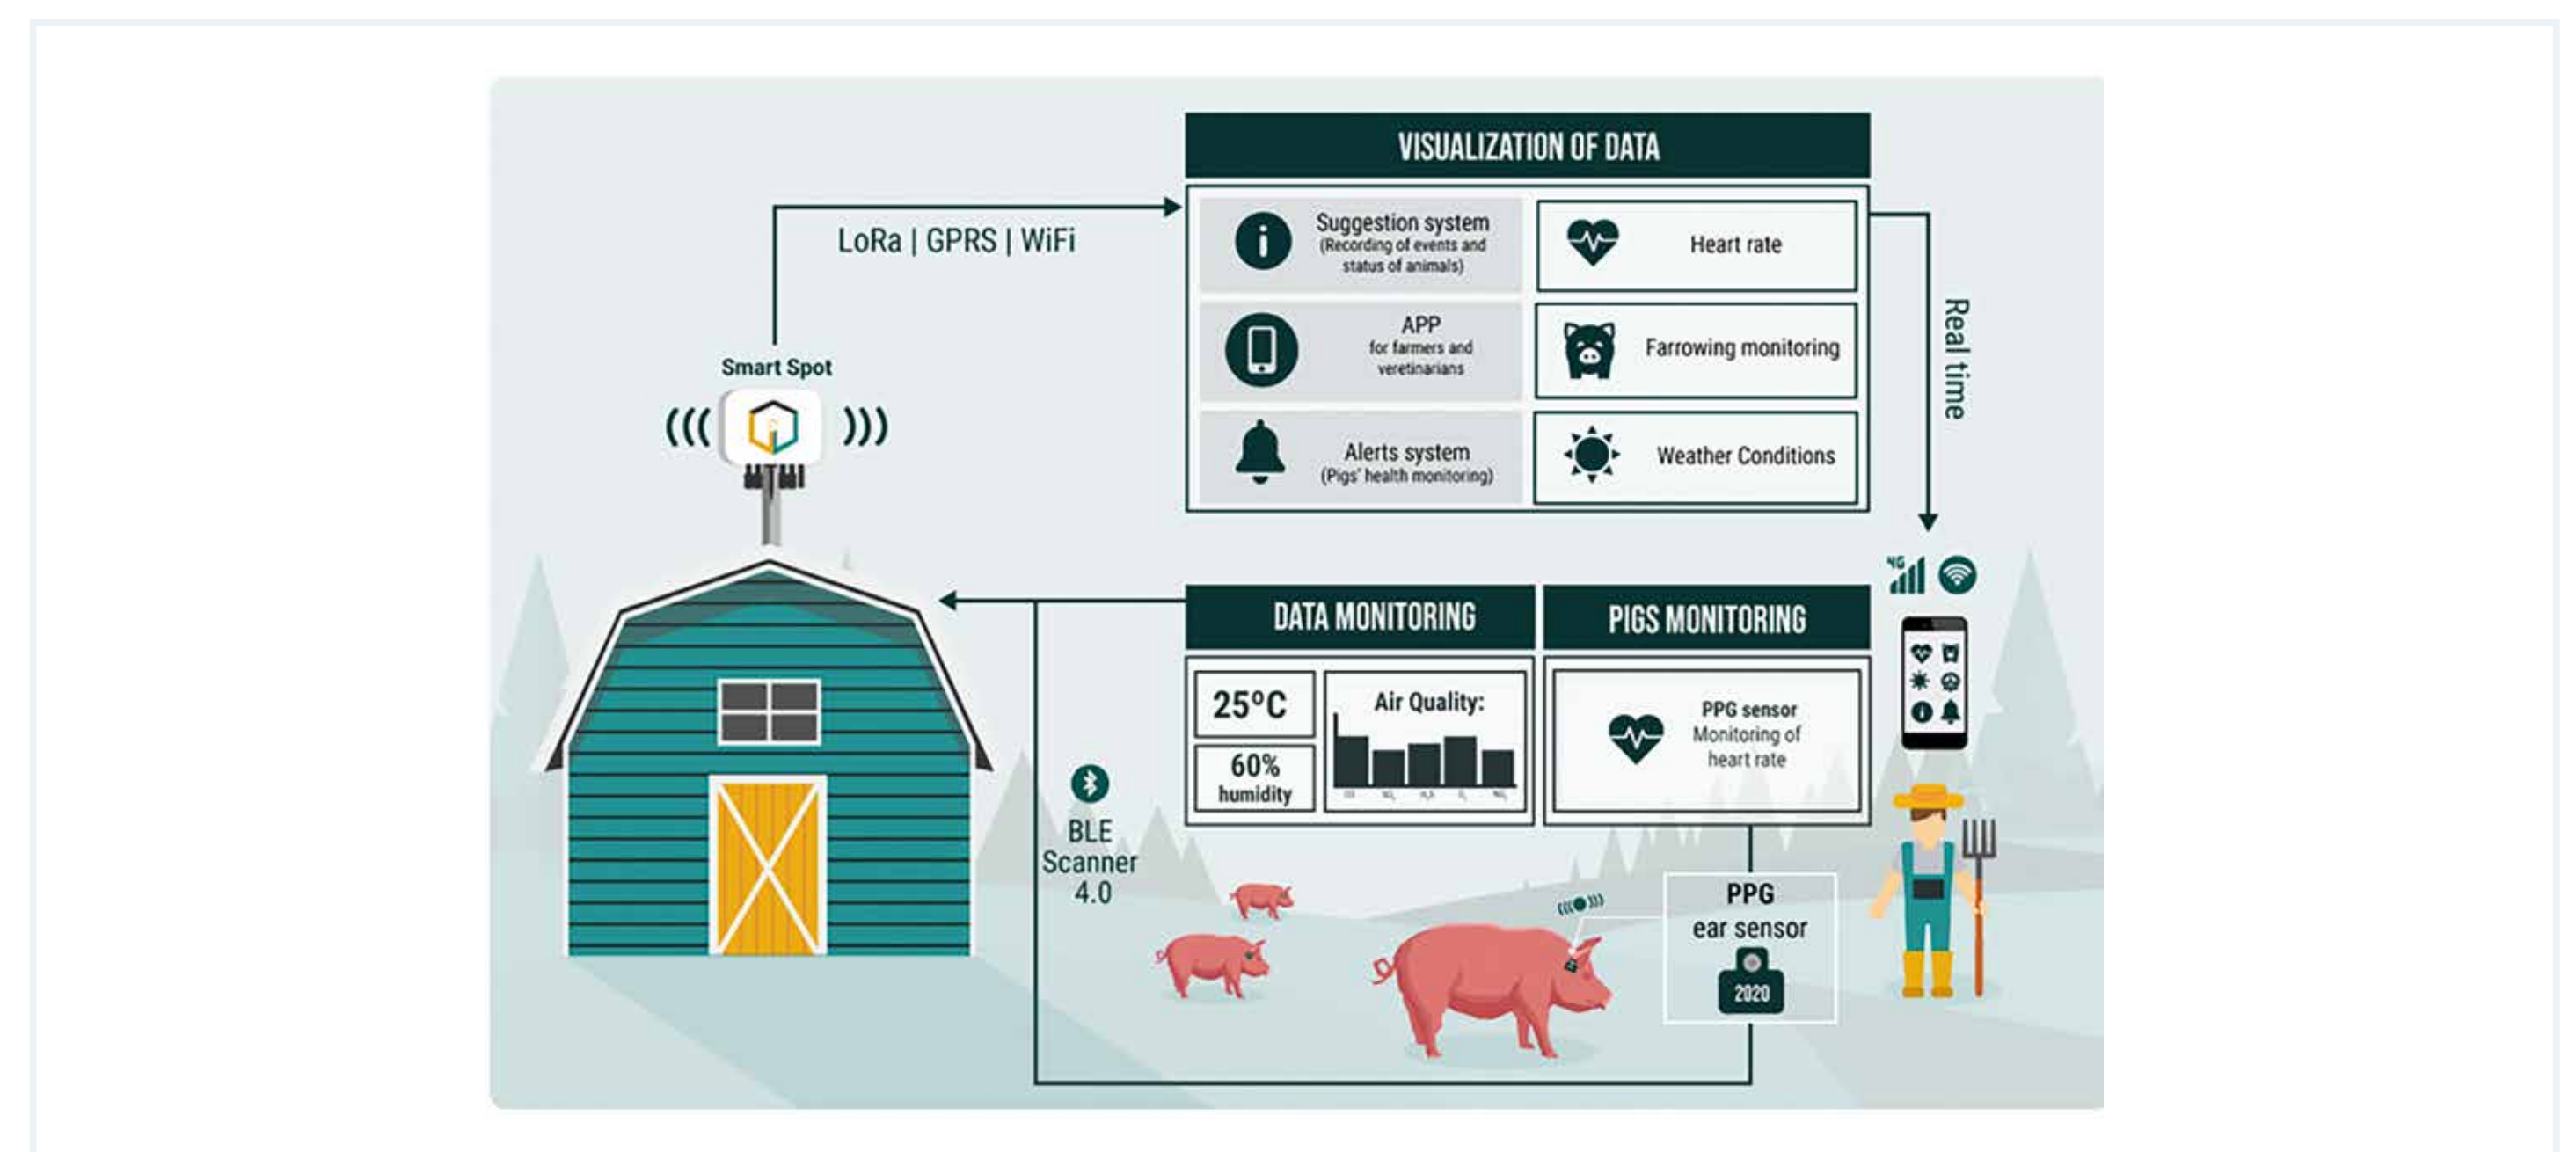 VISUALIZATION OF DATA
LoRa | GPRS | WiFi
Suggestion system
(Recording of events and
status of animals)
Heart rate
APP
for farmers and
veretinarians
Farrowing monitoring
Alerts system
(Pigs' health monitoring)
Weather Conditions
Real time
Smart Spot
4G
DATA MONITORING
PIGS MONITORING
25ºC
60%
humidity
Air Quality:
PPG sensor
Monitoring of
heart rate
BLE
Scanner
4.0
PPG
ear sensor
2020